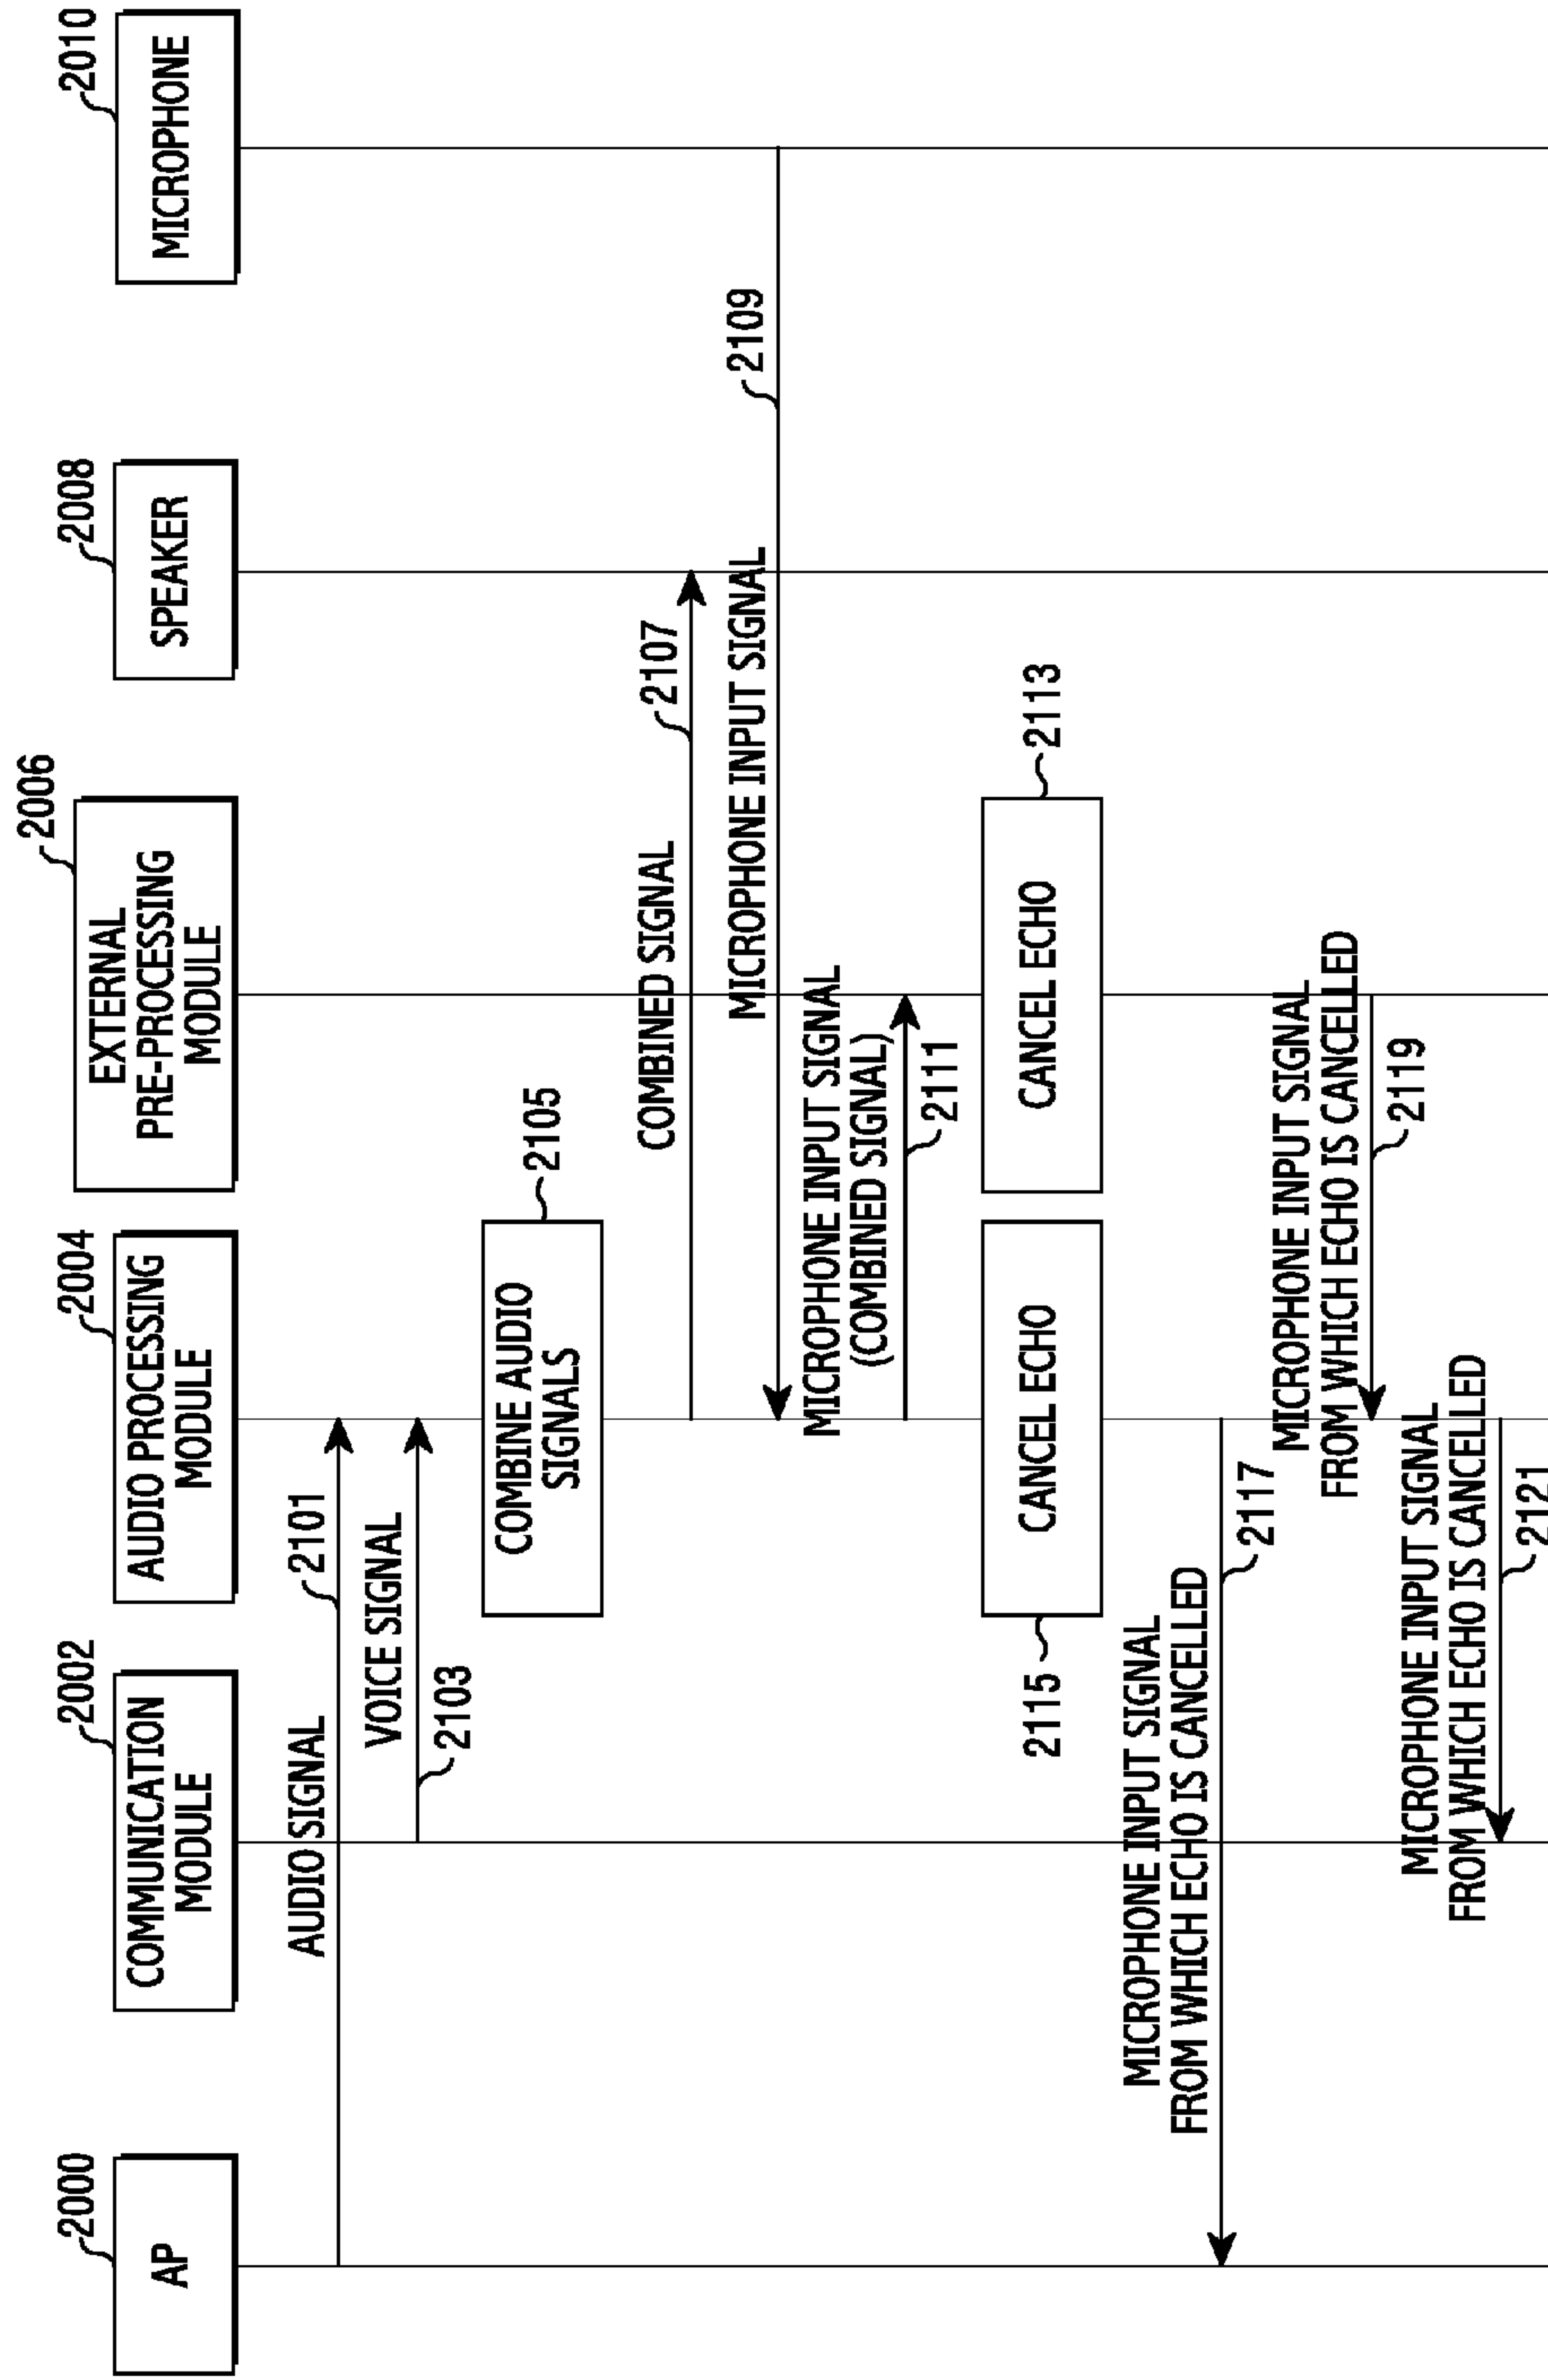 2000
AP
2002
COMMUNICATION
MODULE
2004
AUDIO PROCESSING
MODULE
2006
EXTERNAL
PRE-PROCESSING
MODULE
2008
SPEAKER
2010
MICROPHONE
AUDIO SIGNAL
2101
VOICE SIGNAL
2103
COMBINE AUDIO
SIGNALS
2105
COMBINED SIGNAL
2107
MICROPHONE INPUT SIGNAL
2109
MICROPHONE INPUT SIGNAL
(COMBINED SIGNAL)
2111
2115
CANCEL ECHO
CANCEL ECHO
2113
MICROPHONE INPUT SIGNAL
FROM WHICH ECHO IS CANCELLED
2117
MICROPHONE INPUT SIGNAL
FROM WHICH ECHO IS CANCELLED
2119
MICROPHONE INPUT SIGNAL
FROM WHICH ECHO IS CANCELLED
2121